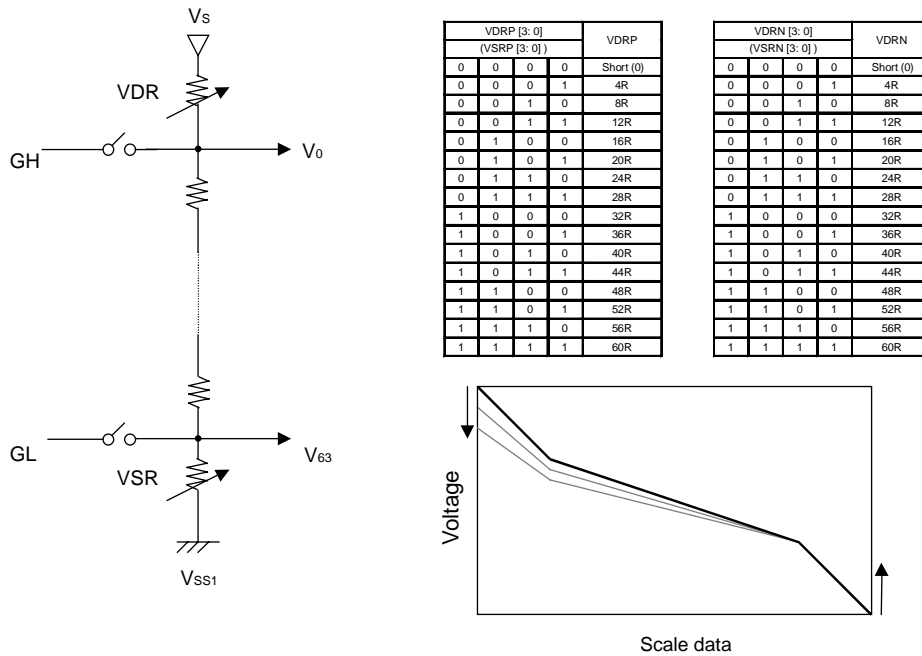 VS
VDR
GH
V0
GL
V63
VSR
VSS1
VDRP [3: 0]
(VSRP [3: 0] )
VDRP
0 0 0 0 Short (0)
0 0 0 1 4R
0 0 1 0 8R
0 0 1 1 12R
0 1 0 0 16R
0 1 0 1 20R
0 1 1 0 24R
0 1 1 1 28R
1 0 0 0 32R
1 0 0 1 36R
1 0 1 0 40R
1 0 1 1 44R
1 1 0 0 48R
1 1 0 1 52R
1 1 1 0 56R
1 1 1 1 60R
VDRN [3: 0]
(VSRN [3: 0] )
VDRN
0 0 0 0 Short (0)
0 0 0 1 4R
0 0 1 0 8R
0 0 1 1 12R
0 1 0 0 16R
0 1 0 1 20R
0 1 1 0 24R
0 1 1 1 28R
1 0 0 0 32R
1 0 0 1 36R
1 0 1 0 40R
1 0 1 1 44R
1 1 0 0 48R
1 1 0 1 52R
1 1 1 0 56R
1 1 1 1 60R
Voltage
Scale data